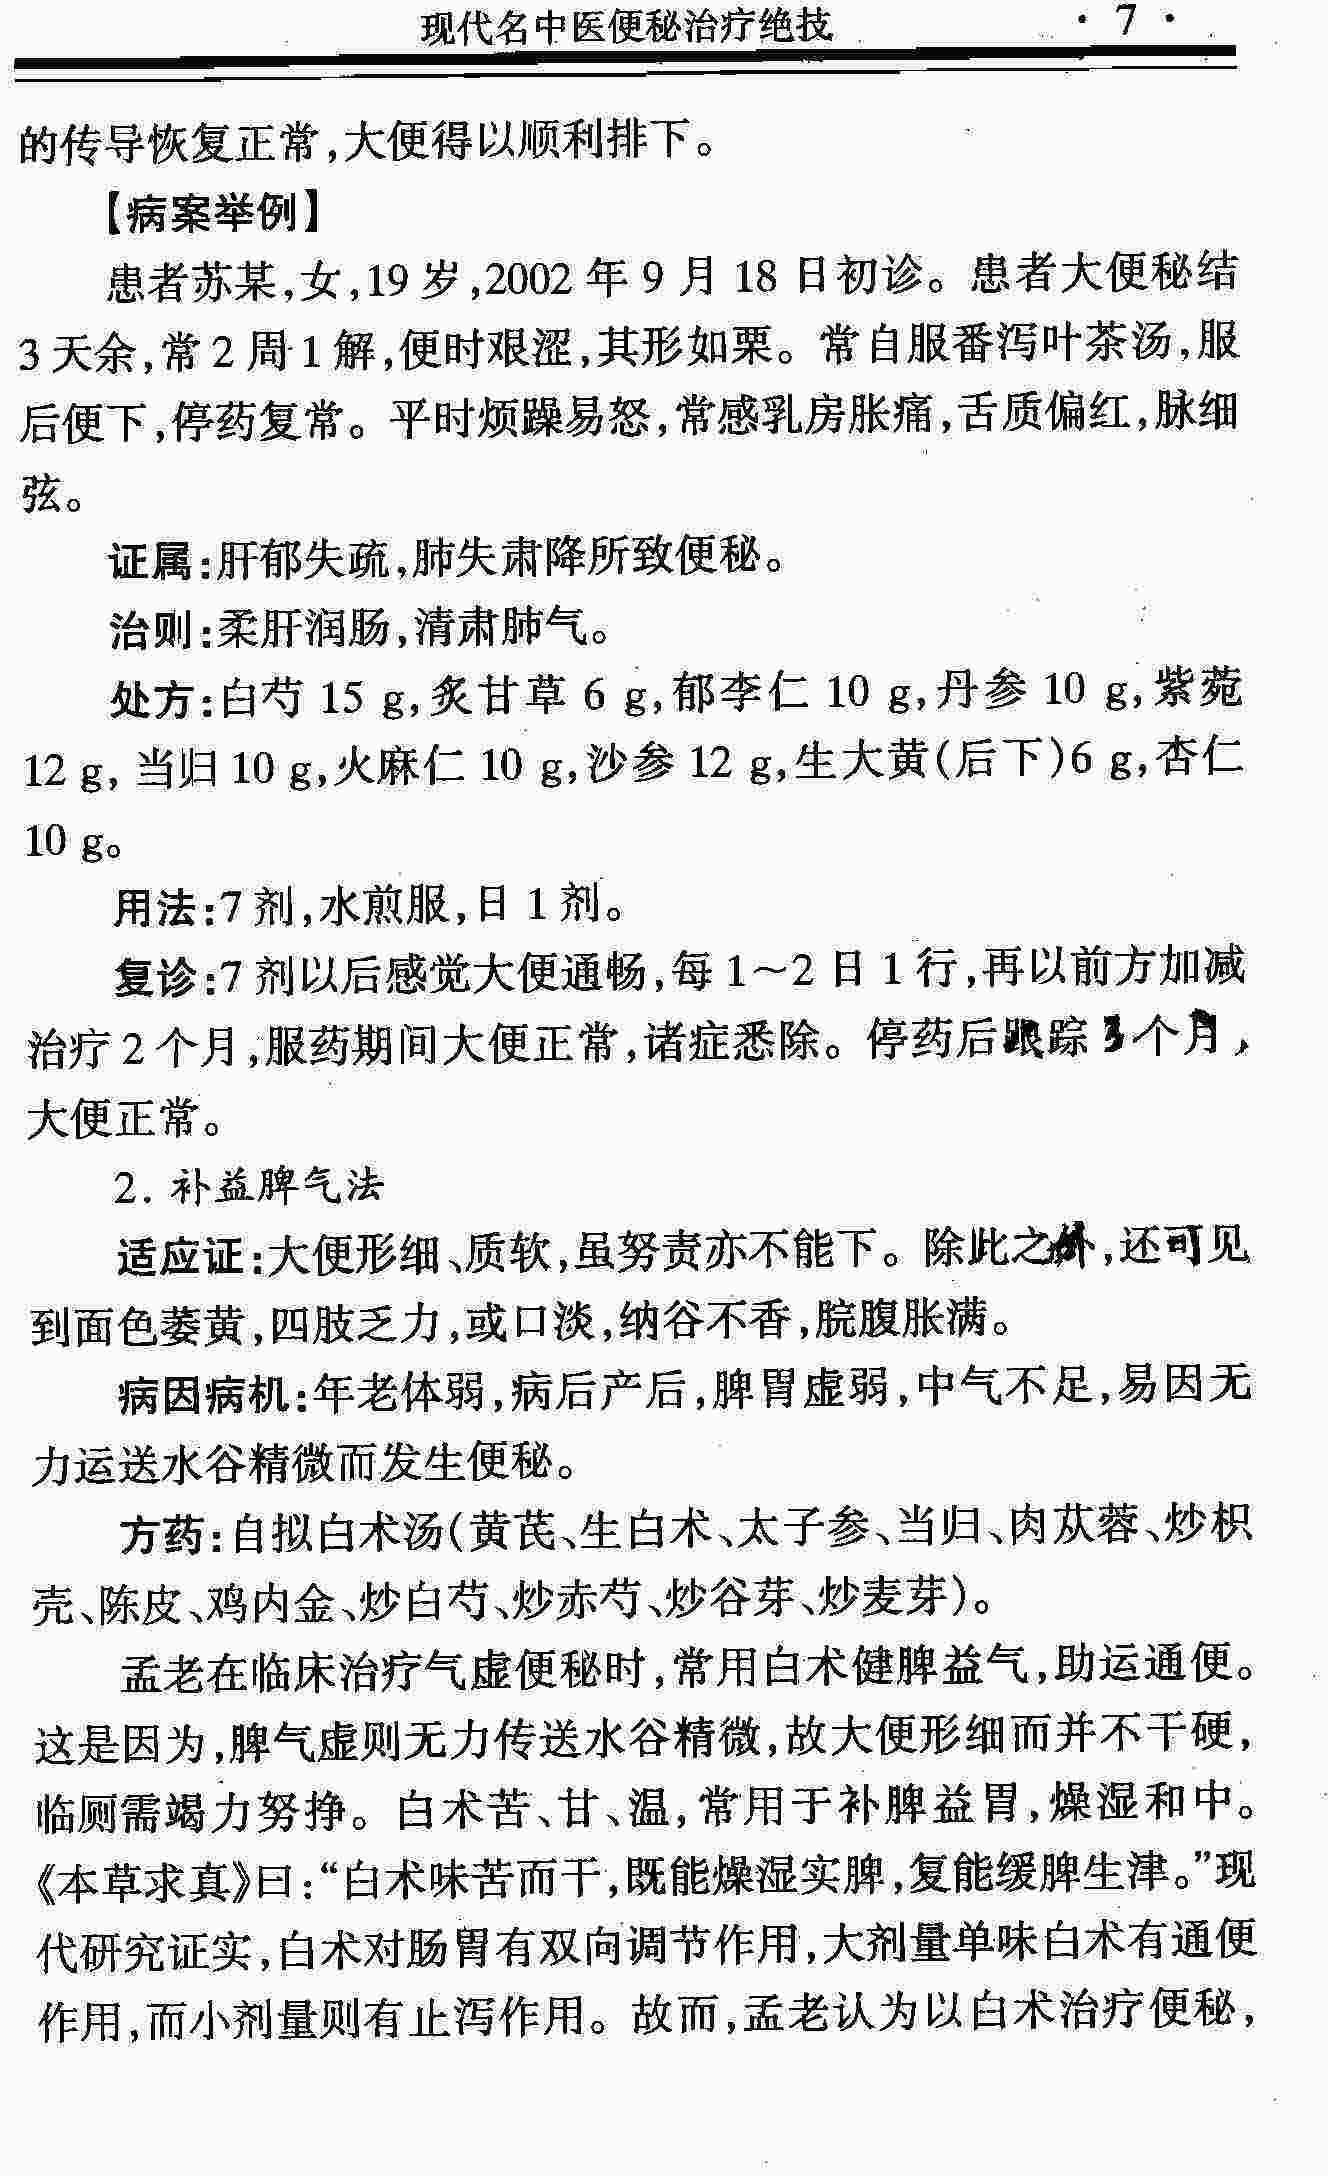 现代名中医便秘治疗绝技 · 7 ·
的传导恢复正常,大便得以顺利排下。
【病案举例】
患者苏某,女,19 岁,2002 年 9 月 18 日初诊。患者大便秘结
3 天余,常 2 周 1 解,便时艰涩,其形如栗。常自服番泻叶茶汤,服
后便下,停药复常。平时烦躁易怒,常感乳房胀痛,舌质偏红,脉细
弦。
证属:肝郁失疏,肺失肃降所致便秘。
治则:柔肝润肠,清肃肺气。
处方:白芍 15 g,炙甘草 6 g,郁李仁 10 g,丹参 10 g,紫菀
12 g, 当归 10 g,火麻仁 10 g,沙参 12 g,生大黄(后下)6 g,杏仁
10 g。
用法:7 剂,水煎服,日 1 剂。
复诊:7 剂以后感觉大便通畅,每 1～2 日 1 行,再以前方加减
治疗 2 个月,服药期间大便正常,诸症悉除。停药后跟踪 3 个月,
大便正常。
2. 补益脾气法
适应证:大便形细、质软,虽努责亦不能下。除此之外,还可见
到面色萎黄,四肢乏力,或口淡,纳谷不香,脘腹胀满。
病因病机:年老体弱,病后产后,脾胃虚弱,中气不足,易因无
力运送水谷精微而发生便秘。
方药:自拟白术汤(黄芪、生白术、太子参、当归、肉苁蓉、炒枳
壳、陈皮、鸡内金、炒白芍、炒赤芍、炒谷芽、炒麦芽)。
孟老在临床治疗气虚便秘时,常用白术健脾益气,助运通便。
这是因为,脾气虚则无力传送水谷精微,故大便形细而并不干硬,
临厕需竭力努挣。白术苦、甘、温,常用于补脾益胃,燥湿和中。
《本草求真》曰:“白术味苦而干,既能燥湿实脾,复能缓脾生津。”现
代研究证实,白术对肠胃有双向调节作用,大剂量单味白术有通便
作用,而小剂量则有止泻作用。故而,孟老认为以白术治疗便秘,